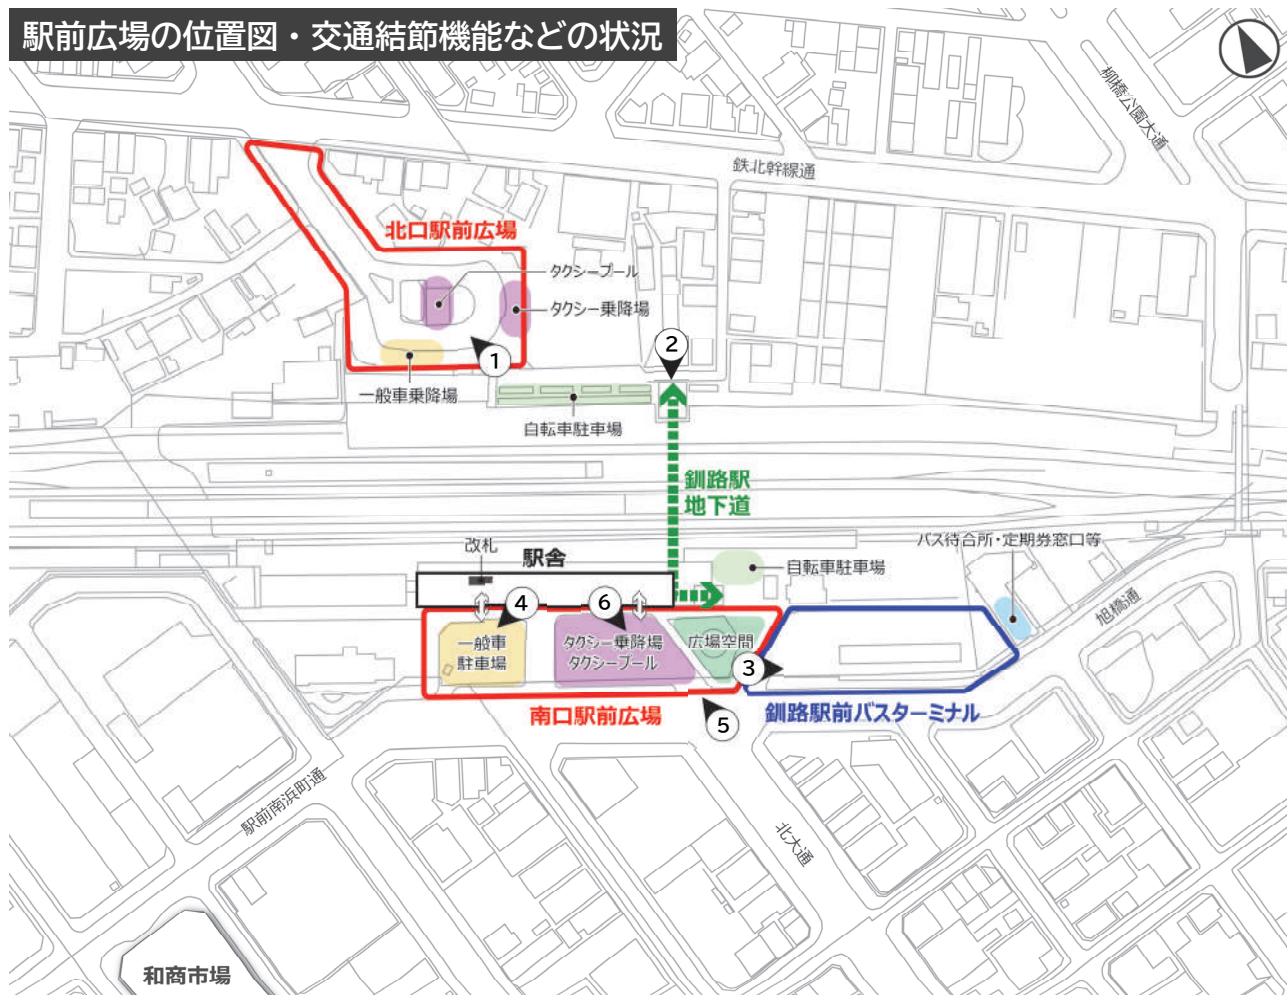 駅前広場の位置図・交通結節機能などの状況
柳橋公園大通
鉄北幹線通
北口駅前広場
タクシープール
タクシー乗降場
1
2
一般車乗降場
自転車駐車場
釧路駅
地下道
改札
駅舎
バス待合所・定期券窓口等
自転車駐車場
旭橋通
4
6
一般車
駐車場
タクシー乗降場
タクシープール
広場空間
3
南口駅前広場
5
釧路駅前バスターミナル
駅前南浜町通
北大通
和商市場